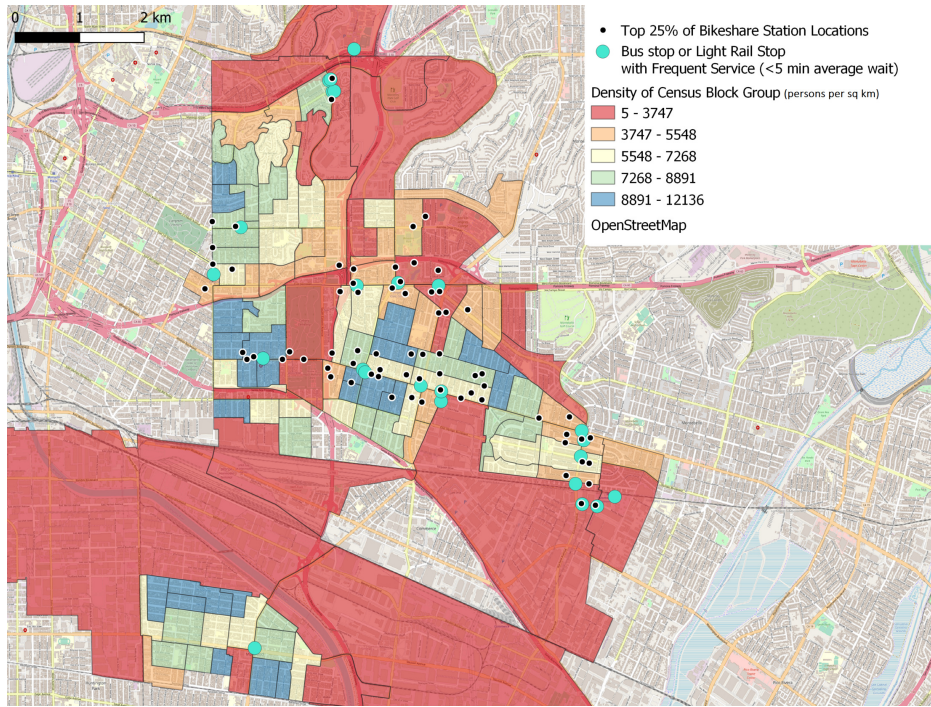 0 1 2 km
Top 25% of Bikeshare Station Locations
Bus stop or Light Rail Stop
with Frequent Service (<5 min average wait)
Density of Census Block Group (persons per sq km)
5 - 3747
3747 - 5548
5548 - 7268
7268 - 8891
8891 - 12136
OpenStreetMap